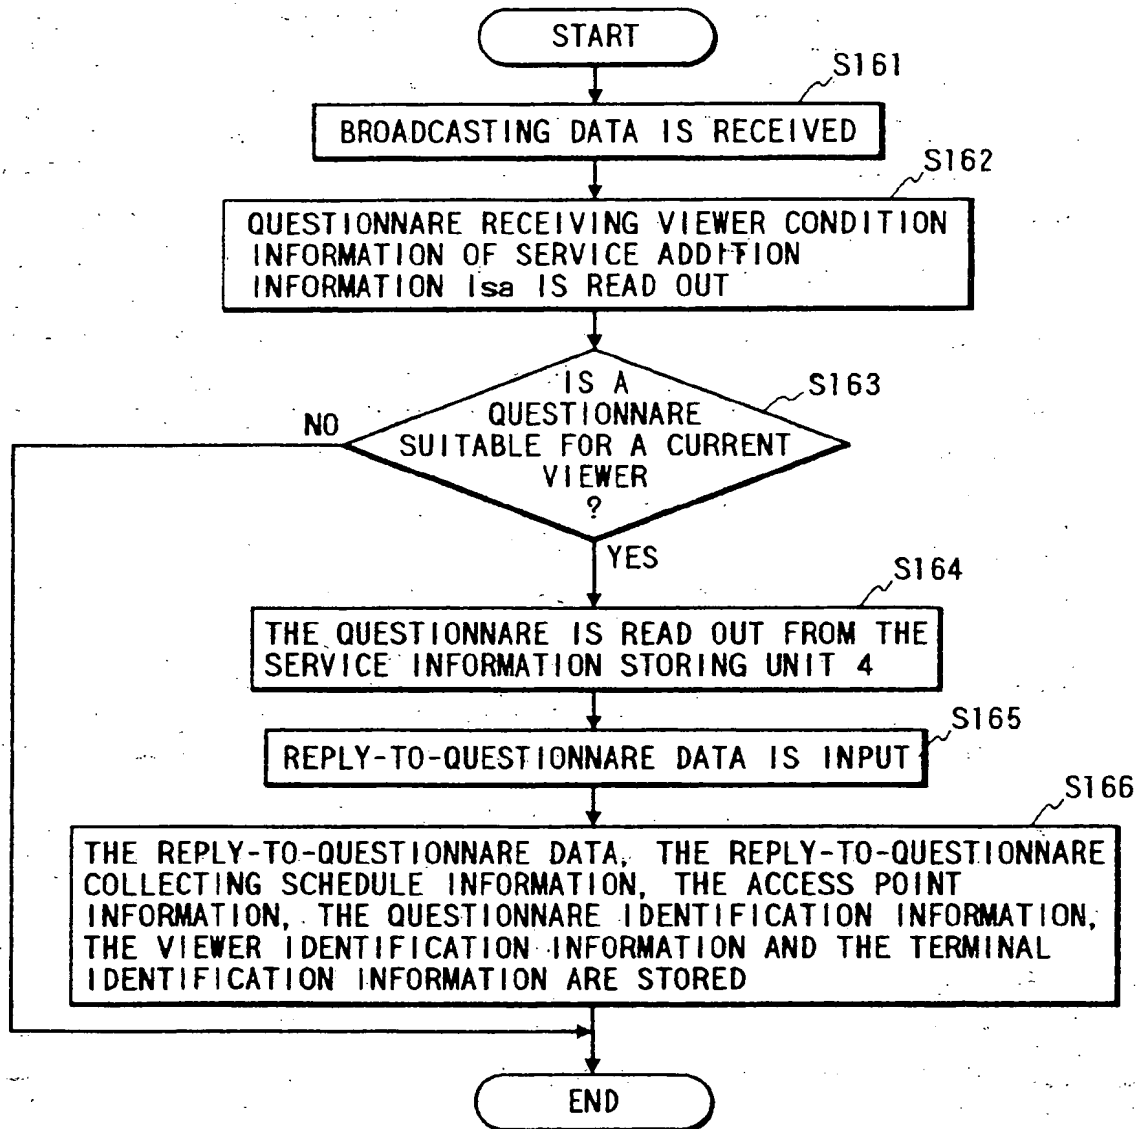 START
S161
BROADCASTING DATA IS RECEIVED
S162
QUESTIONNARE RECEIVING VIEWER CONDITION
INFORMATION OF SERVICE ADDITION
INFORMATION Isa IS READ OUT
S163
IS A
QUESTIONNARE
SUITABLE FOR A CURRENT
VIEWER
?
NO
YES
S164
THE QUESTIONNARE IS READ OUT FROM THE
SERVICE INFORMATION STORING UNIT 4
S165
REPLY-TO-QUESTIONNARE DATA IS INPUT
S166
THE REPLY-TO-QUESTIONNARE DATA, THE REPLY-TO-QUESTIONNARE
COLLECTING SCHEDULE INFORMATION, THE ACCESS POINT
INFORMATION, THE QUESTIONNARE IDENTIFICATION INFORMATION,
THE VIEWER IDENTIFICATION INFORMATION AND THE TERMINAL
IDENTIFICATION INFORMATION ARE STORED
END